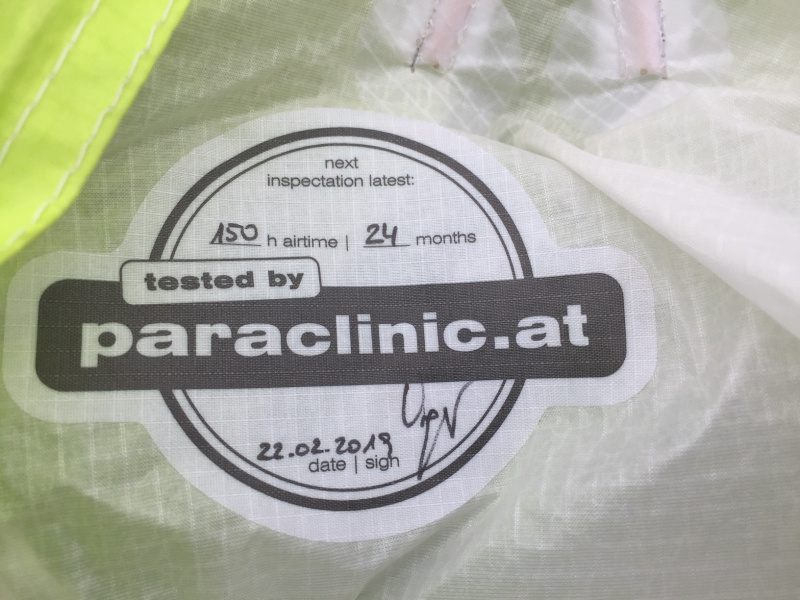 next
inspectation latest:
150 h airtime | 24 months
tested by
paraclinic.at
22.02.2019
date | sign